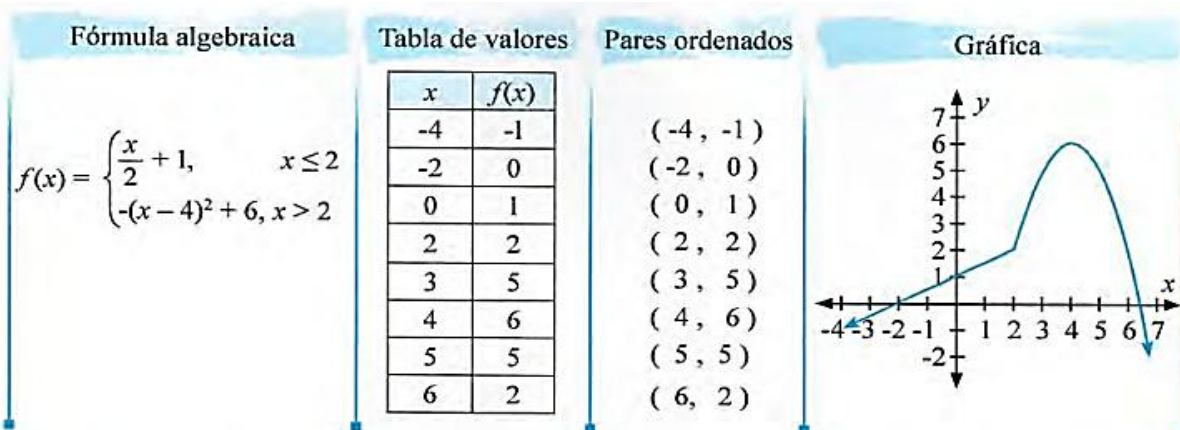 Fórmula algebraica
f(x) = { x/2 + 1, x ≤ 2
-(x – 4)² + 6, x > 2
Tabla de valores
x f(x)
-4 -1
-2 0
0 1
2 2
3 5
4 6
5 5
6 2
Pares ordenados
(-4 , -1)
(-2 , 0)
( 0 , 1)
( 2 , 2)
( 3 , 5)
( 4 , 6)
( 5 , 5)
( 6, 2)
Gráfica
y
7
6
5
4
3
2
1
x
-4 -3 -2 -1 1 2 3 4 5 6 7
-2